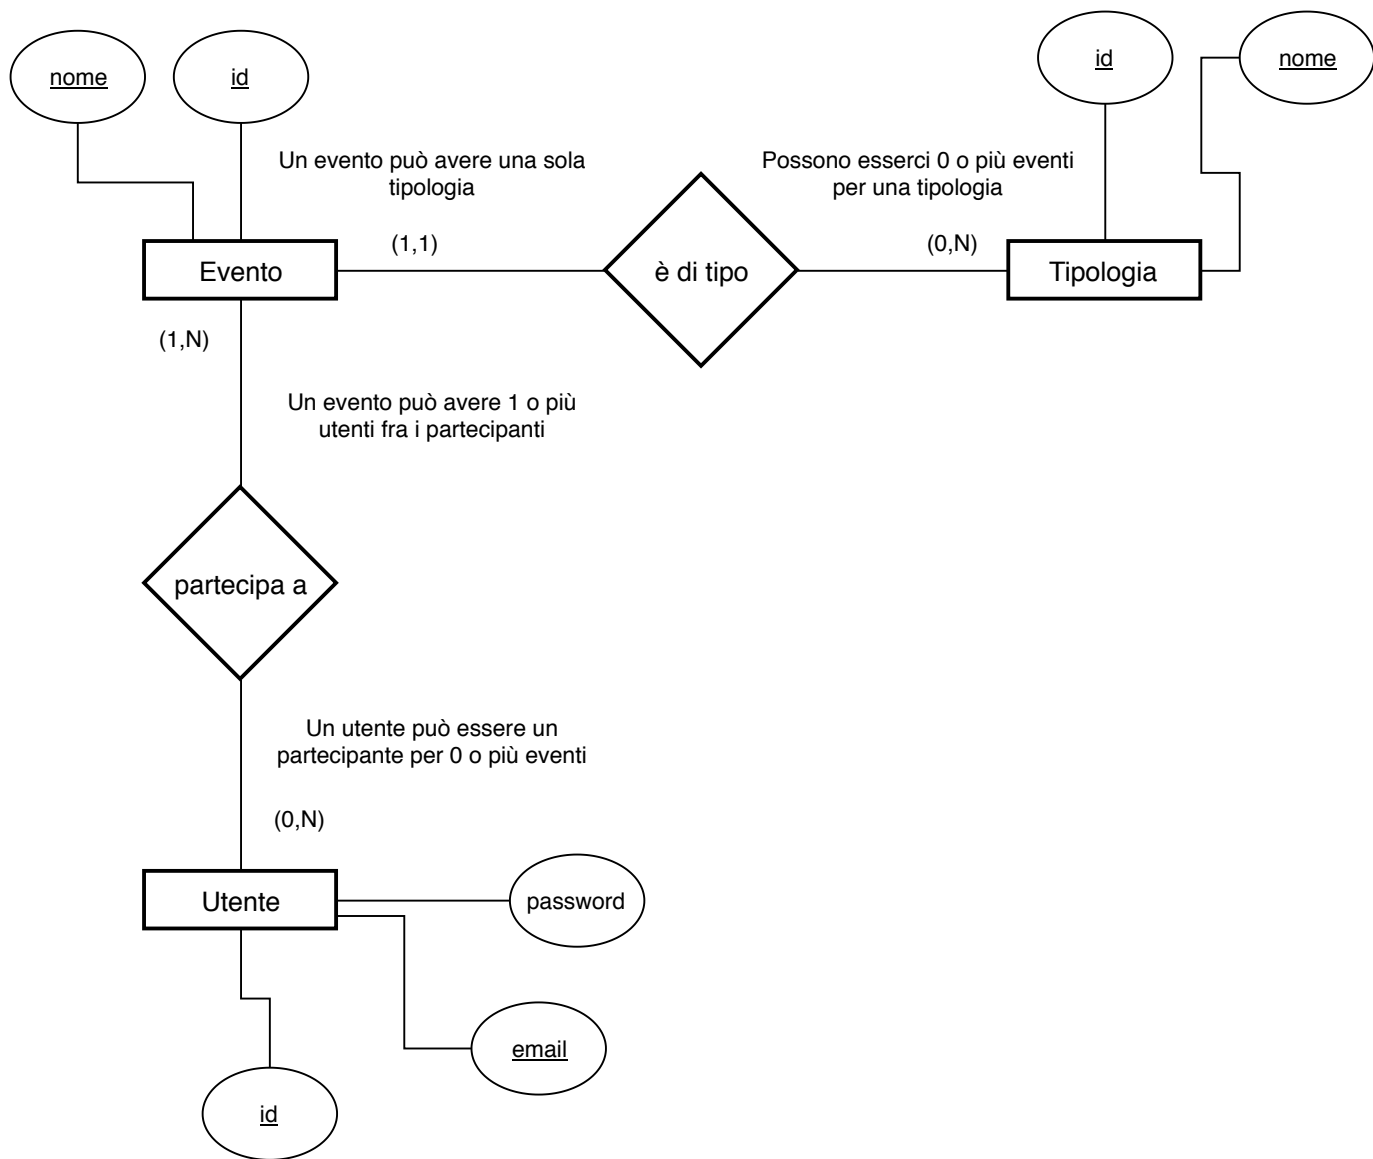 nome
id
id
nome
Un evento può avere una sola
tipologia
Possono esserci 0 o più eventi
per una tipologia
(1,1)
(0,N)
Evento
è di tipo
Tipologia
(1,N)
Un evento può avere 1 o più
utenti fra i partecipanti
partecipa a
Un utente può essere un
partecipante per 0 o più eventi
(0,N)
Utente
password
email
id